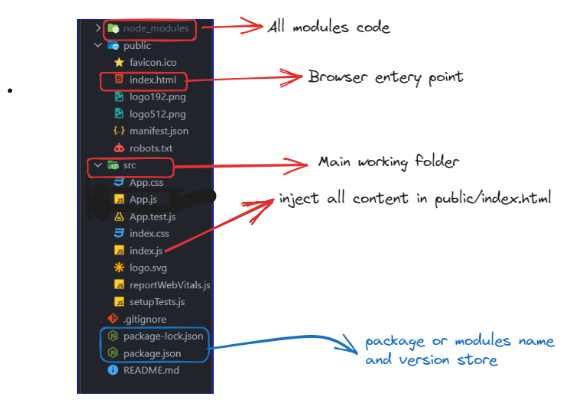 node_modules
All modules code
public
favicon.ico
index.html
Browser entery point
logo192.png
logo512.png
manifest.json
robots.txt
src
Main working folder
App.css
App.js
inject all content in public/index.html
App.test.js
index.css
index.js
logo.svg
reportWebVitals.js
setupTests.js
.gitignore
package-lock.json
package.json
package or modules name
and version store
README.md